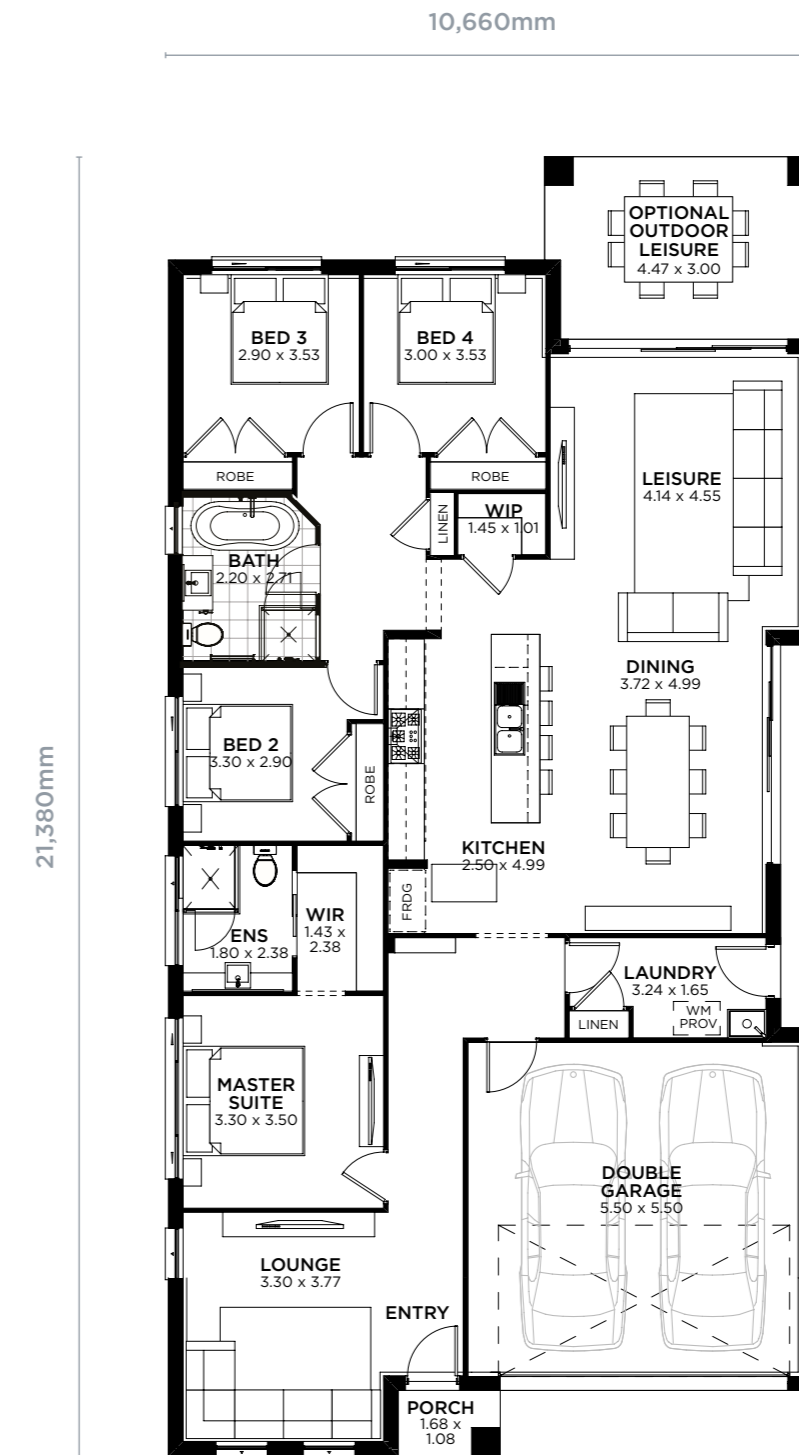 10,660mm
21,380mm
OPTIONAL
OUTDOOR
LEISURE
4.47 x 3.00
BED 3
2.90 x 3.53
BED 4
3.00 x 3.53
ROBE
ROBE
LEISURE
4.14 x 4.55
LINEN
WIP
1.45 x 1.01
BATH
2.20 x 2.71
DINING
3.72 x 4.99
BED 2
3.30 x 2.90
ROBE
KITCHEN
2.50 x 4.99
FRDG
WIR
1.43 x
2.38
ENS
1.80 x 2.38
LAUNDRY
3.24 x 1.65
WM
PROV
LINEN
MASTER
SUITE
3.30 x 3.50
DOUBLE
GARAGE
5.50 x 5.50
LOUNGE
3.30 x 3.77
ENTRY
PORCH
1.68 x
1.08